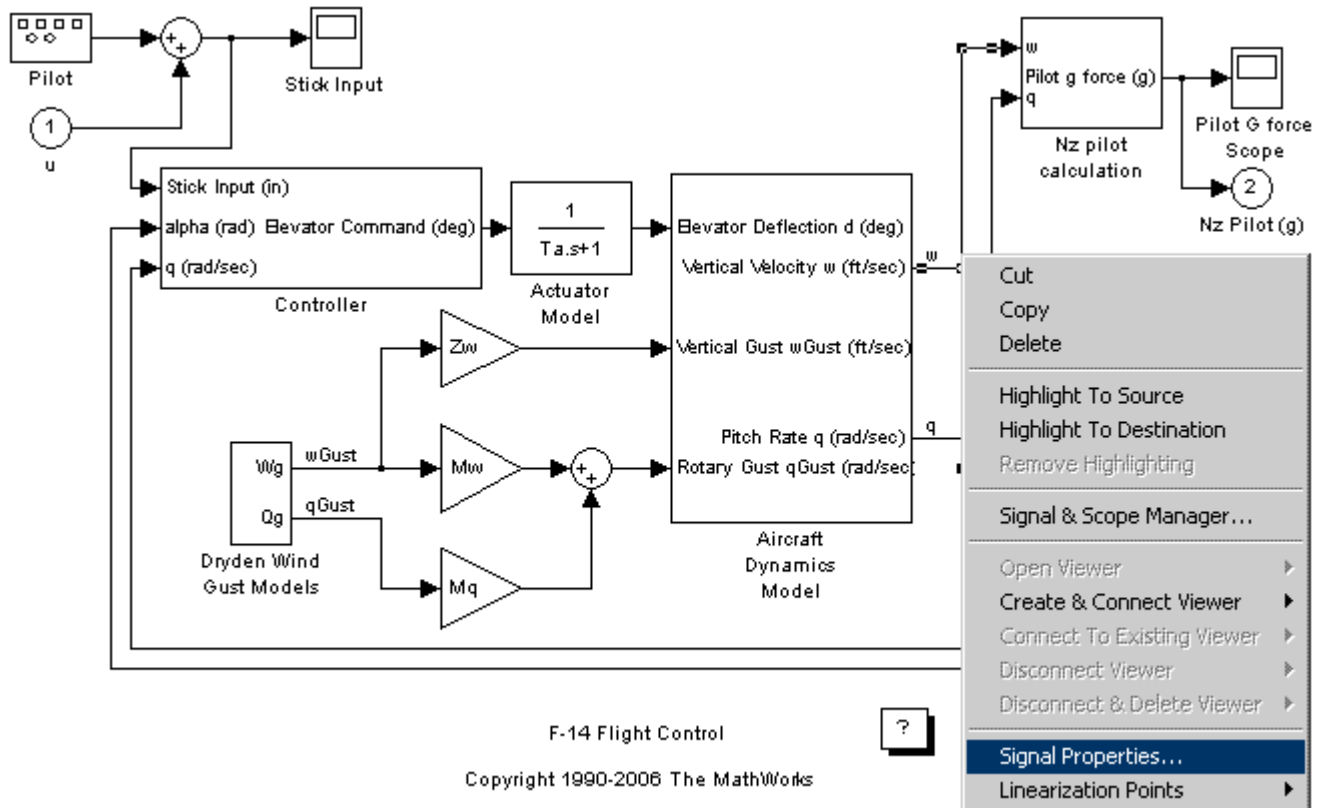 Pilot
+
+
1
u
Stick Input
Stick Input (in)
alpha (rad) Elevator Command (deg)
q (rad/sec)
Controller
1
Ta.s+1
Actuator
Model
Elevator Deflection d (deg)
Vertical Velocity w (ft/sec)
Vertical Gust wGust (ft/sec)
Pitch Rate q (rad/sec)
Rotary Gust qGust (rad/sec
Aircraft
Dynamics
Model
w
q
w
Pilot g force (g)
q
Nz pilot
calculation
Pilot G force
Scope
2
Nz Pilot (g)
Zw
Mw
Mq
+
+
Wg
Qg
wGust
qGust
Dryden Wind
Gust Models
F-14 Flight Control
?
Copyright 1990-2006 The MathWorks
Cut
Copy
Delete
Highlight To Source
Highlight To Destination
Remove Highlighting
Signal & Scope Manager...
Open Viewer
Create & Connect Viewer
Connect To Existing Viewer
Disconnect Viewer
Disconnect & Delete Viewer
Signal Properties...
Linearization Points